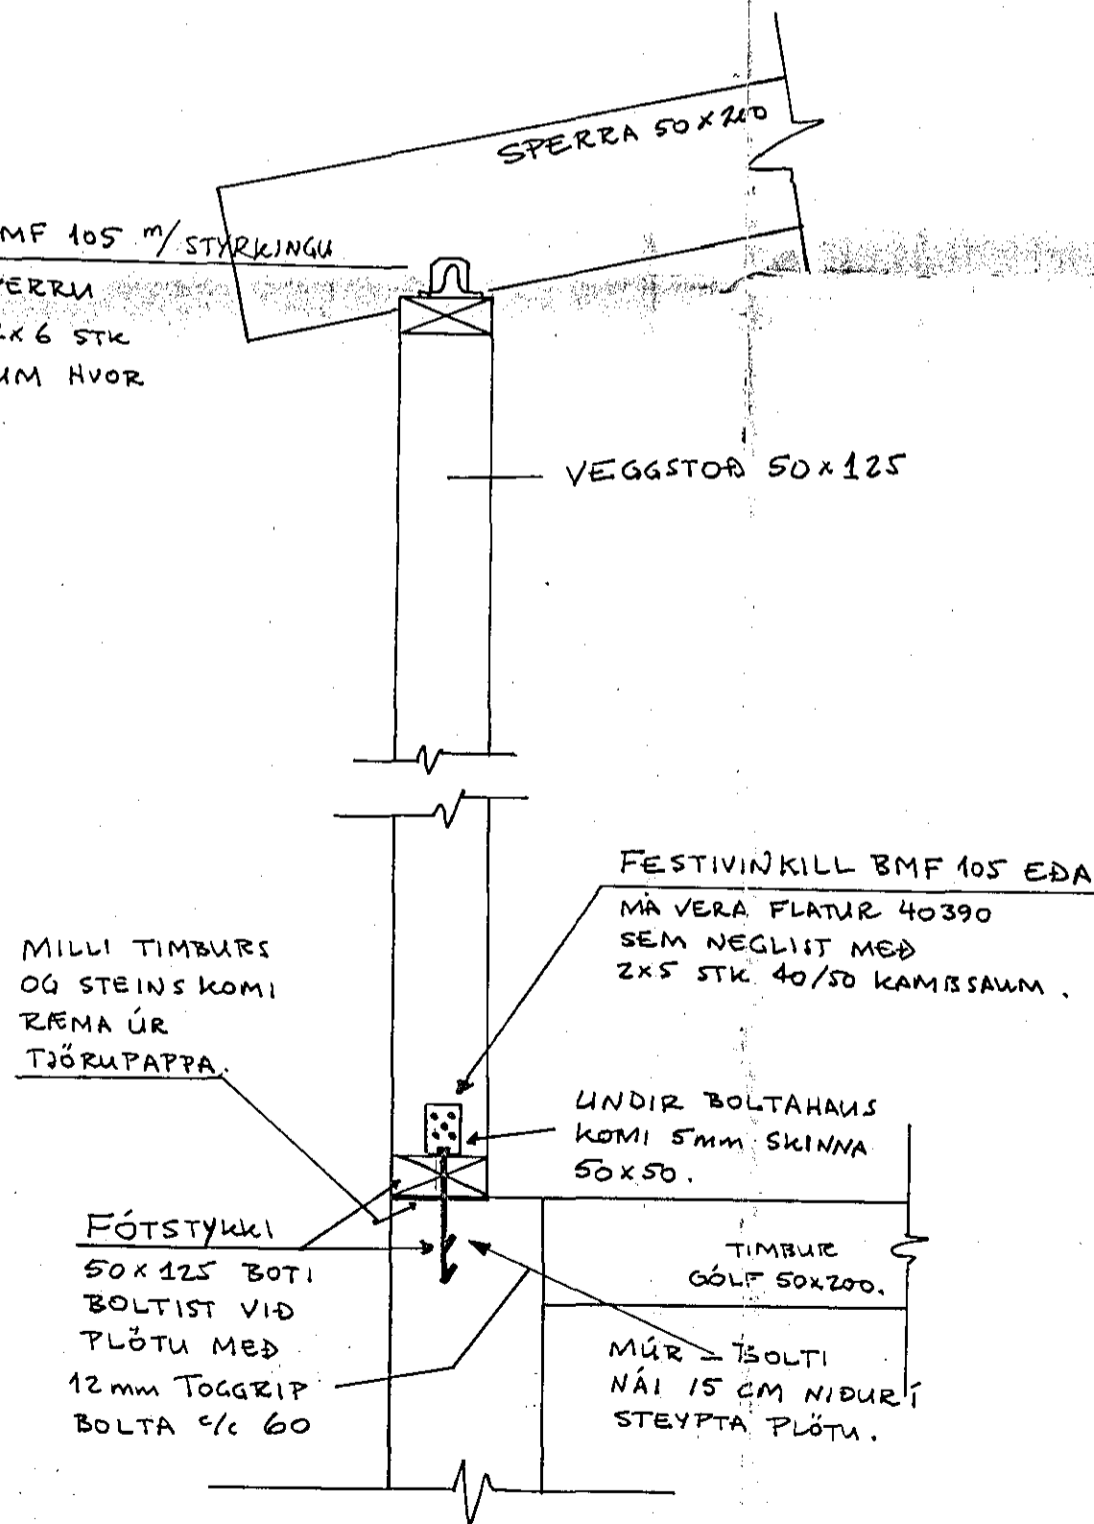 SPERRA 50x200
MF 105 m/STYRKINGU
PERRU
2x6 STK
UM HVOR
VEGGSTOÐ 50x125
FESTIVINKILL BMF 105 EÐA
MÁ VERA FLATUR 40390
SEM NEGLIST MEÐ
2x5 STK 40/50 KAMBSAUM.
MILLI TIMBURS
OG STEINS KOMI
RÆMA ÚR
TJÖRUPAPPA.
UNDIR BOLTAHAUS
KOMI 5mm SKINNA
50x50.
FÓTSTYKKI
50x125 BOTI
BOLTIST VIÐ
PLÖTU MEÐ
12mm TOGGRIP
BOLTA c/c 60
TIMBUR
GÓLF 50x200.
MÚR-BOLTI
NÁI 15 CM NIÐUR Í
STEYPTA PLÖTU.